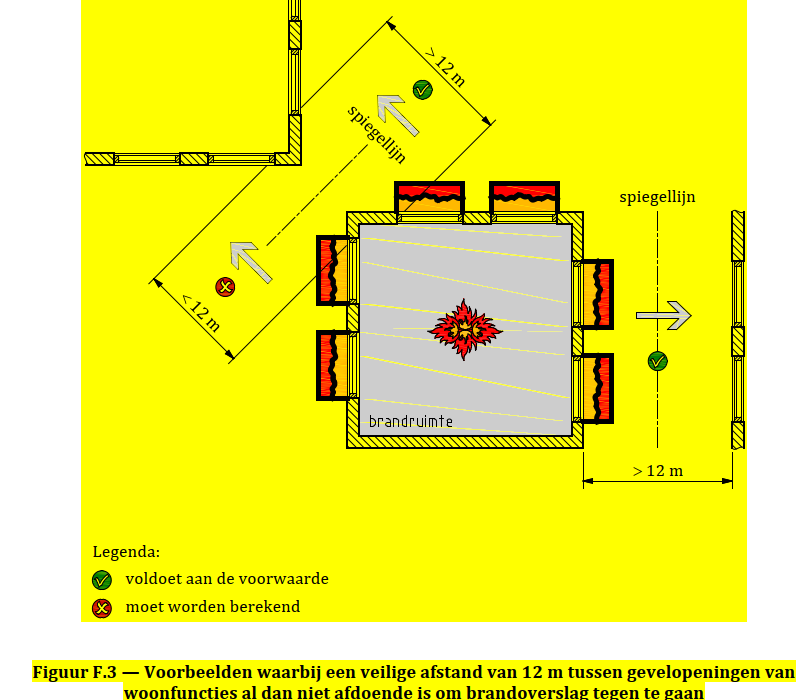 > 12 m
spiegellijn
spiegellijn
< 12 m
brandruimte
> 12 m
Legenda:
voldoet aan de voorwaarde
moet worden berekend
Figuur F.3 — Voorbeelden waarbij een veilige afstand van 12 m tussen gevelopeningen van
woonfuncties al dan niet afdoende is om brandoverslag tegen te gaan